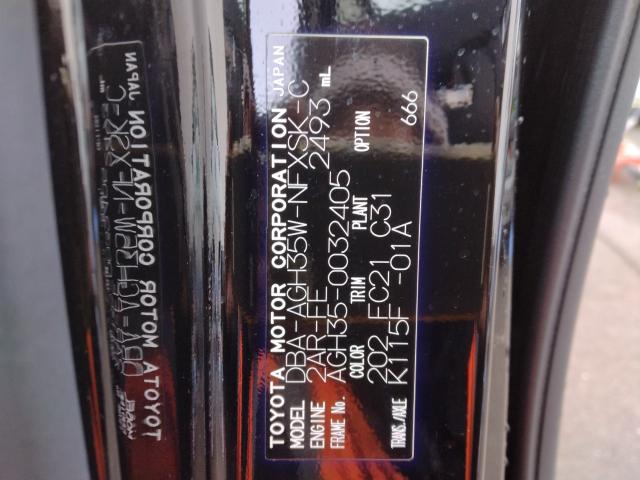 TOYOTA MOTOR CORPORATION JAPAN
MODEL DBA-AGH35W-NFXSK-C
ENGINE 2AR-FE 2493 mL
FRAME No. AGH35-0032405
COLOR TRIM PLANT OPTION
202 FC21 C31
TRANS./AXLE K115F -01A 666